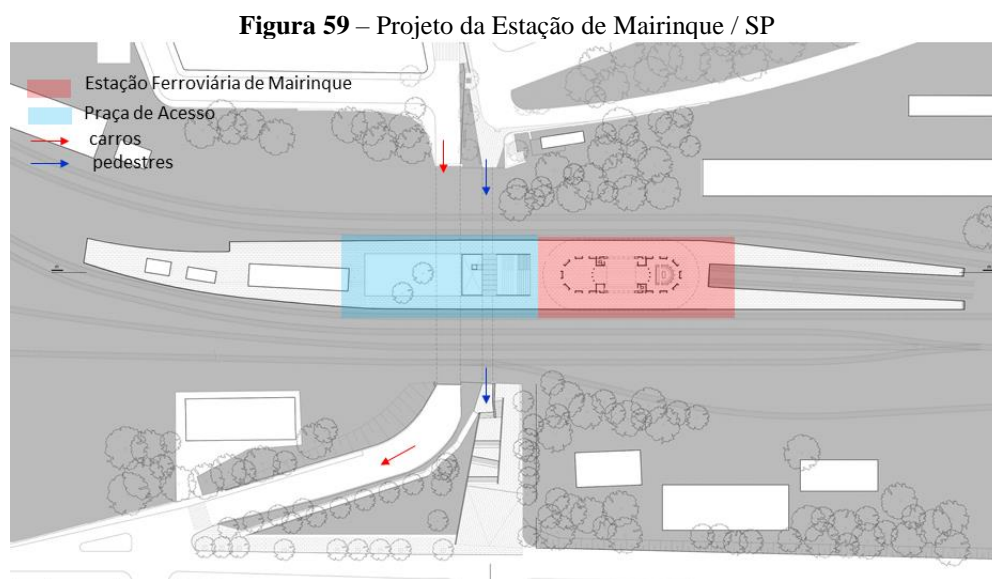 Figura 59 – Projeto da Estação de Mairinque / SP
Estação Ferroviária de Mairinque
Praça de Acesso
carros
pedestres